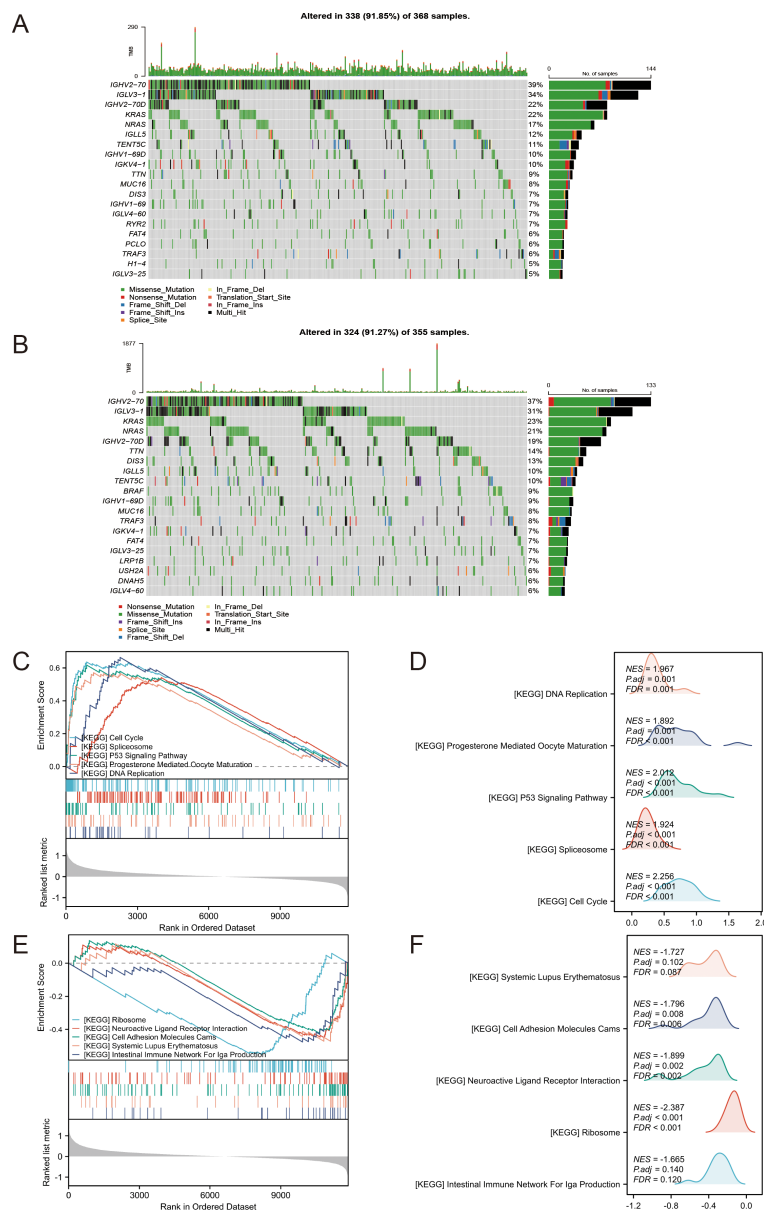 A
Altered in 338 (91.85%) of 368 samples.
290
TMB
0
No. of samples
0 144
IGHV2−70 39%
IGLV3−1 34%
IGHV2−70D 22%
KRAS 22%
NRAS 17%
IGLL5 12%
TENT5C 11%
IGHV1−69D 10%
IGKV4−1 10%
TTN 9%
MUC16 8%
DIS3 7%
IGHV1−69 7%
IGLV4−60 7%
RYR2 7%
FAT4 6%
PCLO 6%
TRAF3 6%
H1−4 5%
IGLV3−25 5%
Missense_Mutation In_Frame_Del
Nonsense_Mutation Translation_Start_Site
Frame_Shift_Del In_Frame_Ins
Frame_Shift_Ins Multi_Hit
Splice_Site
B
Altered in 324 (91.27%) of 355 samples.
1877
TMB
0
No. of samples
0 133
IGHV2−70 37%
IGLV3−1 31%
KRAS 23%
NRAS 21%
IGHV2−70D 19%
TTN 14%
DIS3 13%
IGLL5 10%
TENT5C 10%
BRAF 9%
IGHV1−69D 9%
MUC16 8%
TRAF3 8%
IGKV4−1 7%
FAT4 7%
IGLV3−25 7%
LRP1B 7%
USH2A 6%
DNAH5 6%
IGLV4−60 6%
Nonsense_Mutation In_Frame_Del
Missense_Mutation Translation_Start_Site
Frame_Shift_Ins In_Frame_Ins
Splice_Site Multi_Hit
Frame_Shift_Del
C
Enrichment Score
0.6
0.4
0.2
0.0
[KEGG] Cell Cycle
[KEGG] Spliceosome
[KEGG] P53 Signaling Pathway
[KEGG] Progesterone Mediated Oocyte Maturation
[KEGG] DNA Replication
Ranked list metric
1
0
-1
0 3000 6000 9000
Rank in Ordered Dataset
D
[KEGG] DNA Replication
NES = 1.967
P.adj = 0.001
FDR = 0.001
[KEGG] Progesterone Mediated Oocyte Maturation
NES = 1.892
P.adj = 0.001
FDR < 0.001
[KEGG] P53 Signaling Pathway
NES = 2.012
P.adj < 0.001
FDR < 0.001
[KEGG] Spliceosome
NES = 1.924
P.adj < 0.001
FDR < 0.001
[KEGG] Cell Cycle
NES = 2.256
P.adj < 0.001
FDR < 0.001
0.0 0.5 1.0 1.5 2.0
E
Enrichment Score
0.0
-0.2
-0.4
[KEGG] Ribosome
[KEGG] Neuroactive Ligand Receptor Interaction
[KEGG] Cell Adhesion Molecules Cams
[KEGG] Systemic Lupus Erythematosus
[KEGG] Intestinal Immune Network For Iga Production
Ranked list metric
1
0
-1
0 3000 6000 9000
Rank in Ordered Dataset
F
[KEGG] Systemic Lupus Erythematosus
NES = -1.727
P.adj = 0.102
FDR = 0.087
[KEGG] Cell Adhesion Molecules Cams
NES = -1.796
P.adj = 0.008
FDR = 0.006
[KEGG] Neuroactive Ligand Receptor Interaction
NES = -1.899
P.adj = 0.002
FDR = 0.002
[KEGG] Ribosome
NES = -2.387
P.adj < 0.001
FDR < 0.001
[KEGG] Intestinal Immune Network For Iga Production
NES = -1.665
P.adj = 0.140
FDR = 0.120
-1.2 -0.8 -0.4 0.0